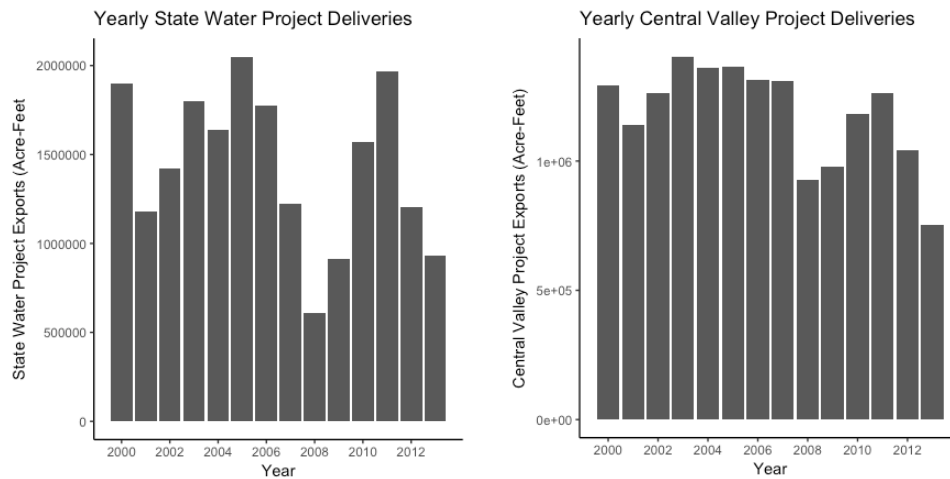 Yearly State Water Project Deliveries
State Water Project Exports (Acre-Feet
2000000
1500000
1000000
500000
0
2000 2002 2004 2006 2008 2010 2012
Year
Yearly Central Valley Project Deliveries
Central Valley Project Exports (Acre-Feet)
1e+06
5e+05
0e+00
2000 2002 2004 2006 2008 2010 2012
Year